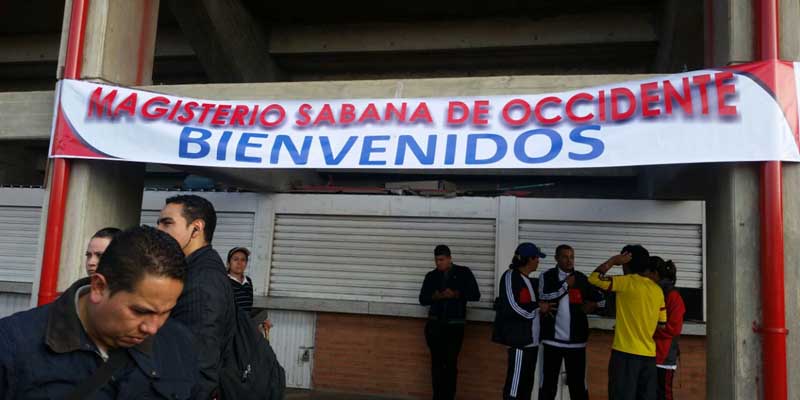 MAGISTERIO SABANA DE OCCIDENTE
BIENVENIDOS